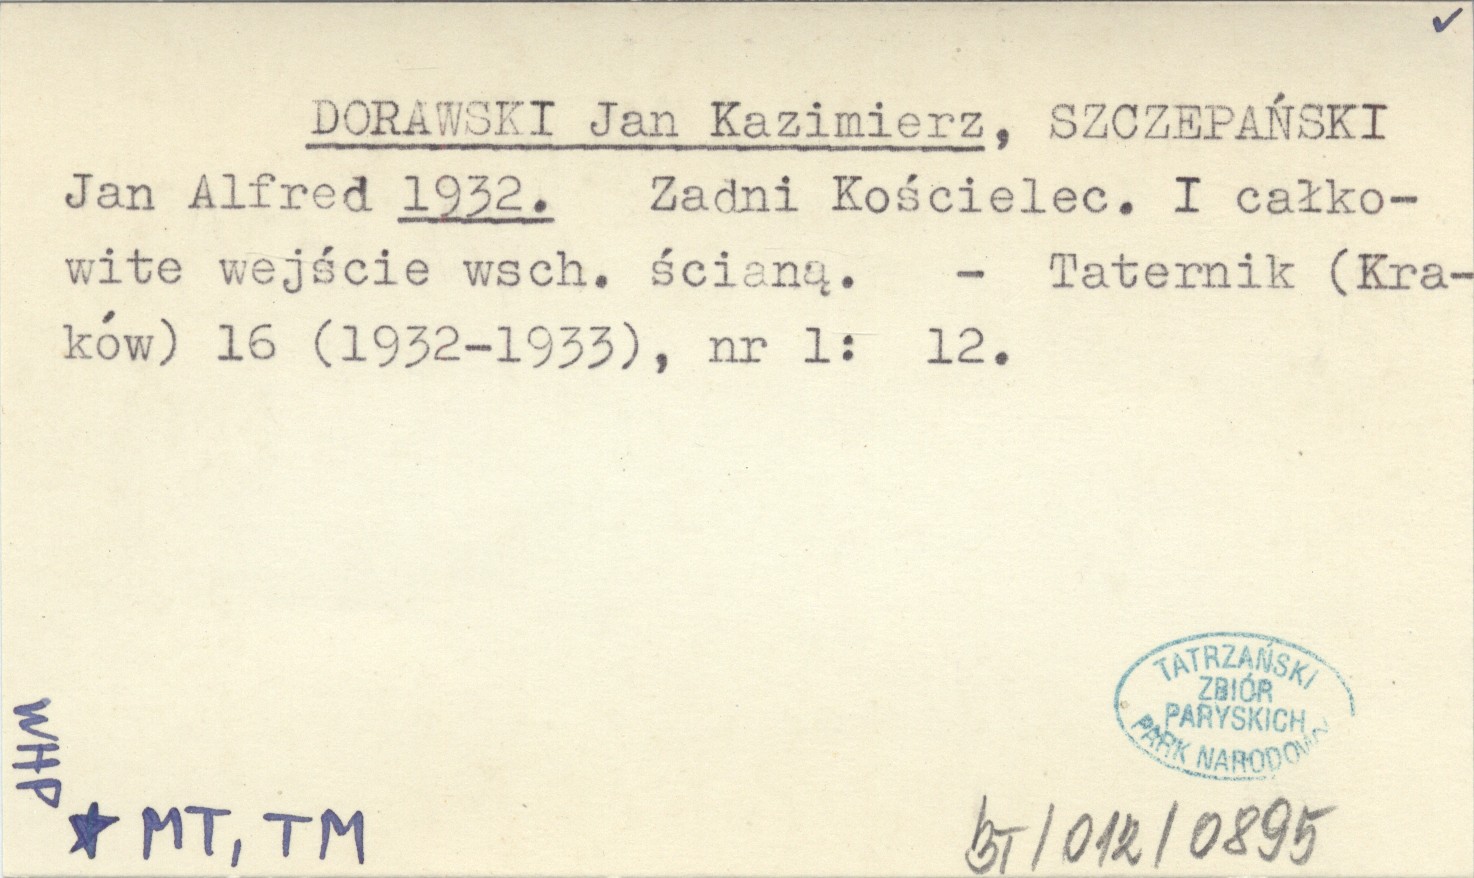 ✓
DORAWSKI Jan Kazimierz, SZCZEPAŃSKI
Jan Alfred 1932. Zadni Kościelec. I całko-
wite wejście wsch. ścianą. - Taternik (Kra-
ków) 16 (1932-1933), nr 1: 12.
TATRZAŃSKI
ZBIÓR
PARYSKICH
PARK NARODOWY
WHP
★ MT, TM
BT/012/0895